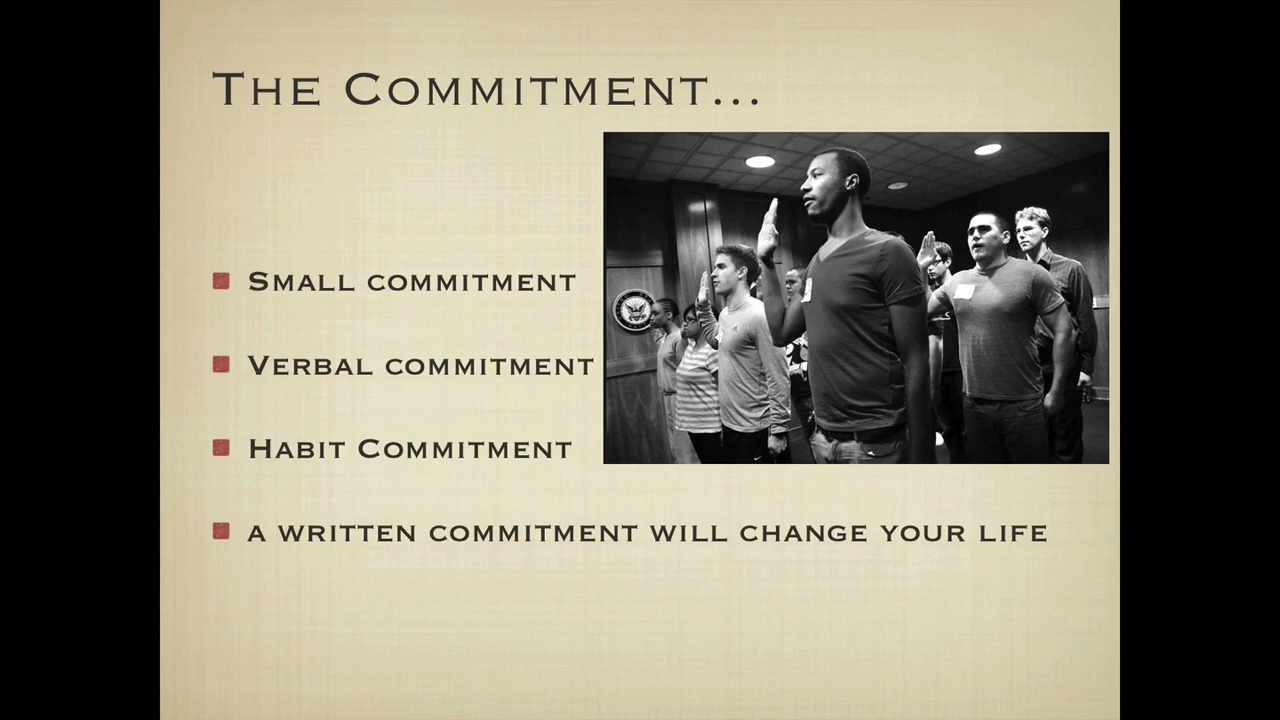 The Commitment...
Small commitment
Verbal commitment
Habit Commitment
a written commitment will change your life